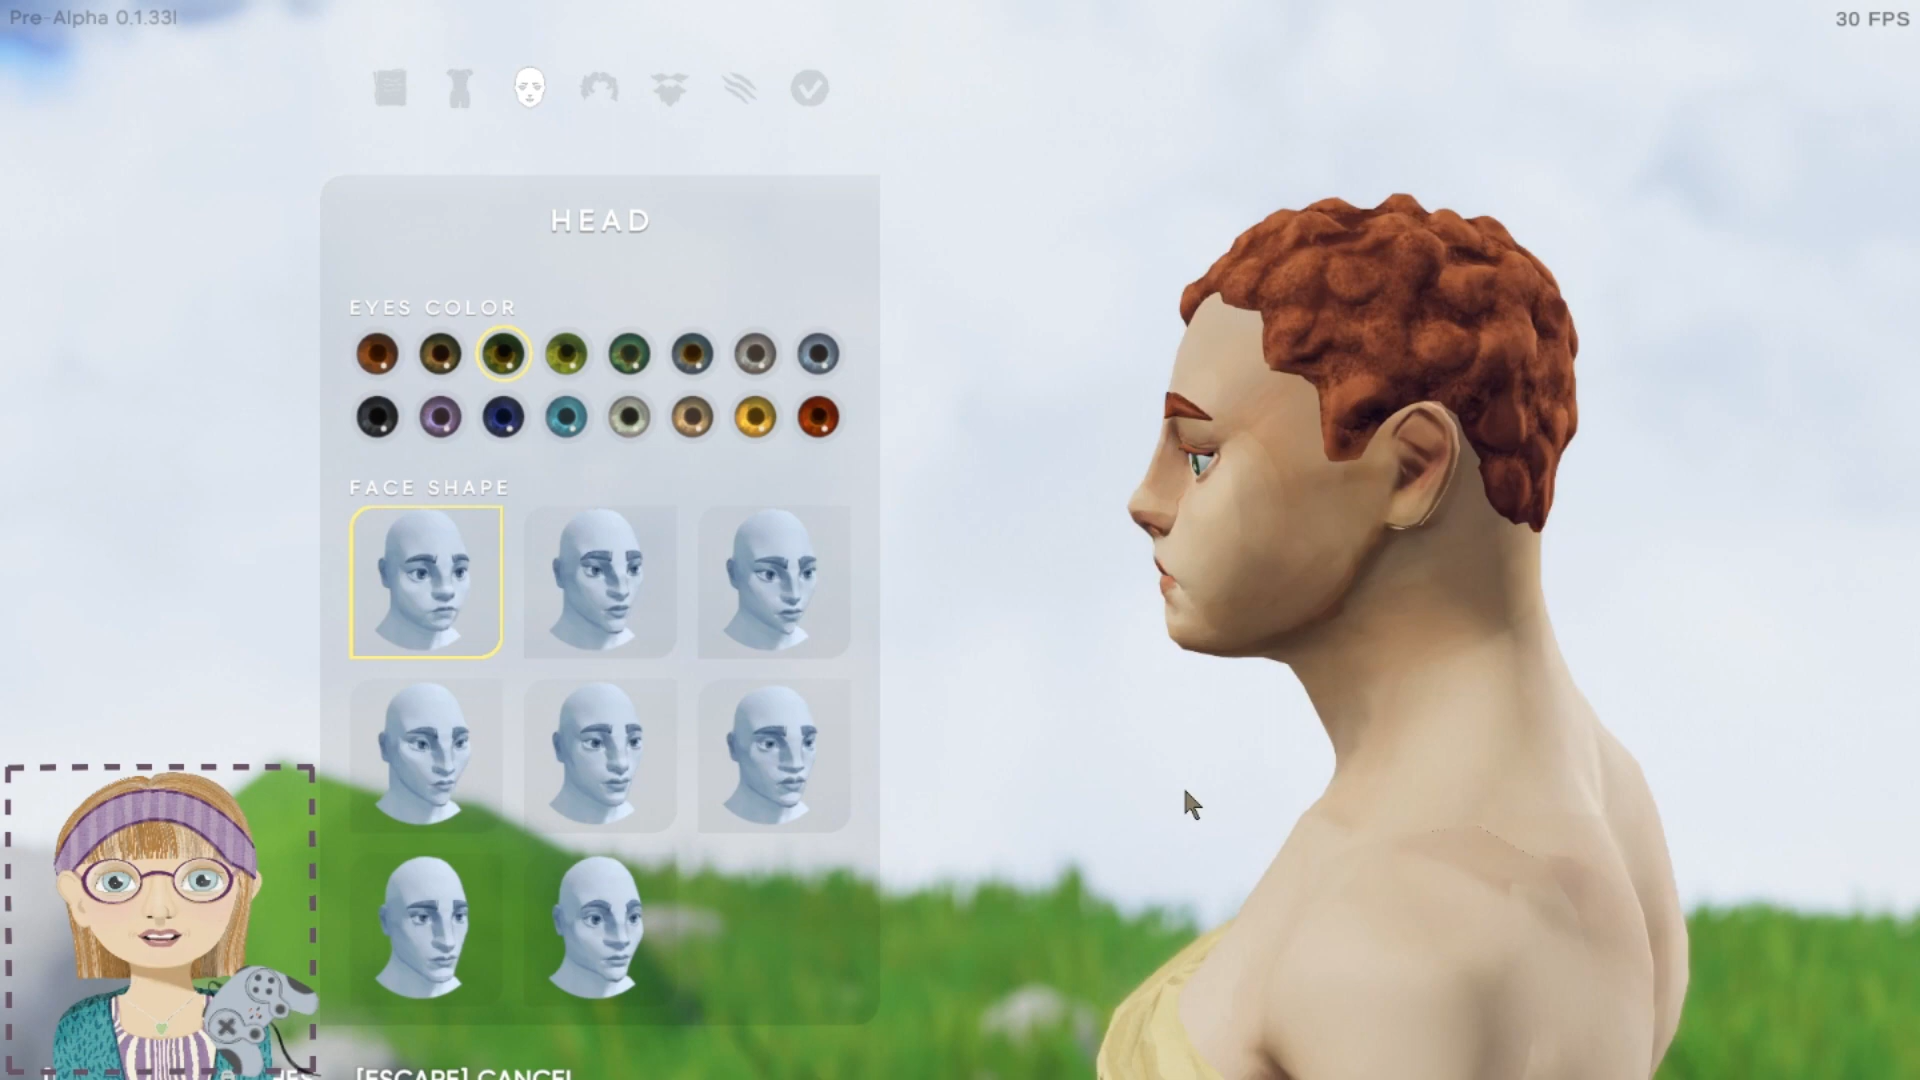 Pre-Alpha 0.1.33l
30 FPS
HEAD
EYES COLOR
FACE SHAPE
[ESCAPE] CANCEL